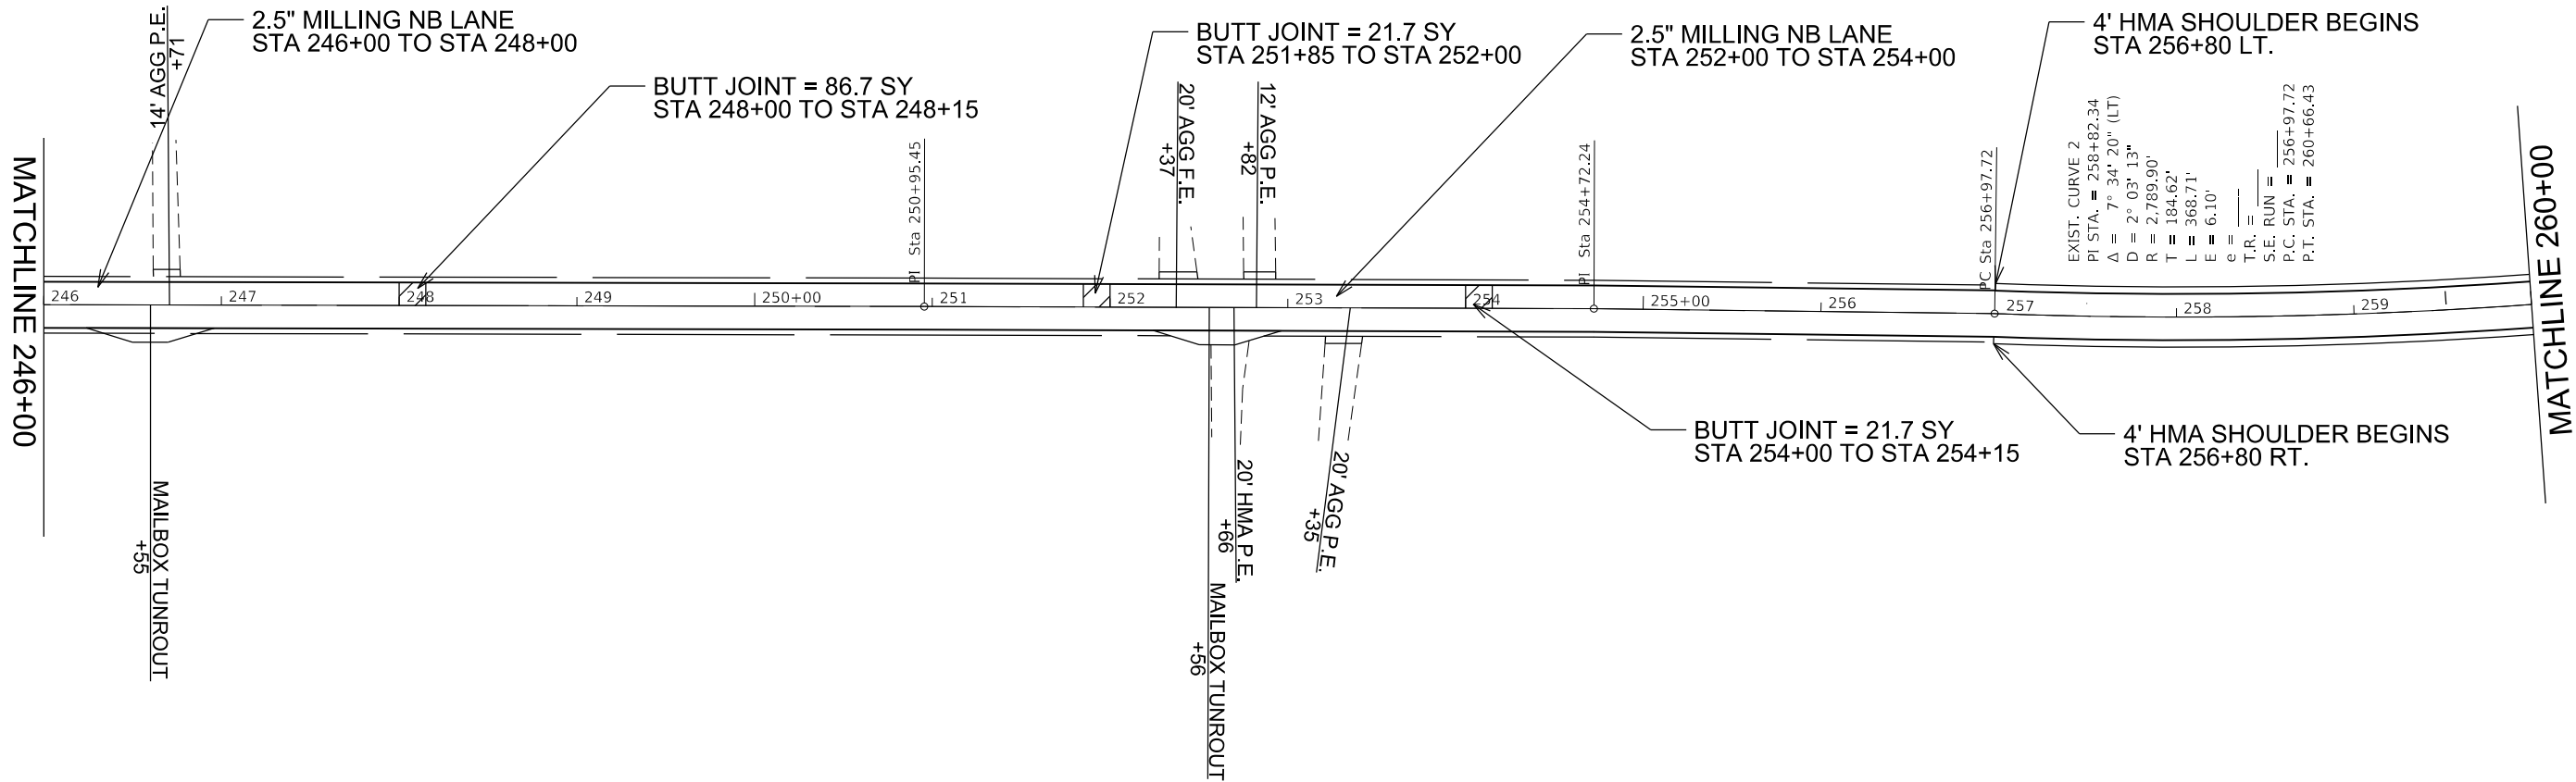 2.5" MILLING NB LANE
STA 246+00 TO STA 248+00
14' AGG P.E.
+71
BUTT JOINT = 86.7 SY
STA 248+00 TO STA 248+15
BUTT JOINT = 21.7 SY
STA 251+85 TO STA 252+00
2.5" MILLING NB LANE
STA 252+00 TO STA 254+00
4' HMA SHOULDER BEGINS
STA 256+80 LT.
20' AGG F.E.
+37
12' AGG P.E.
+82
PI Sta 250+95.45
PI Sta 254+72.24
PC Sta 256+97.72
EXIST. CURVE 2
PI STA. = 258+82.34
Δ = 7° 34' 20" (LT)
D = 2° 03' 13"
R = 2,789.90'
T = 184.62'
L = 368.71'
E = 6.10'
e = ____
T.R. = ____
S.E. RUN = ____
P.C. STA. = 256+97.72
P.T. STA. = 260+66.43
MATCHLINE 246+00
MATCHLINE 260+00
246 247 248 249 250+00 251 252 253 254 255+00 256 257 258 259
MAILBOX TUNROUT
+55
MAILBOX TUNROUT
+56
20' HMA P.E.
+66
20' AGG P.E.
+35
BUTT JOINT = 21.7 SY
STA 254+00 TO STA 254+15
4' HMA SHOULDER BEGINS
STA 256+80 RT.